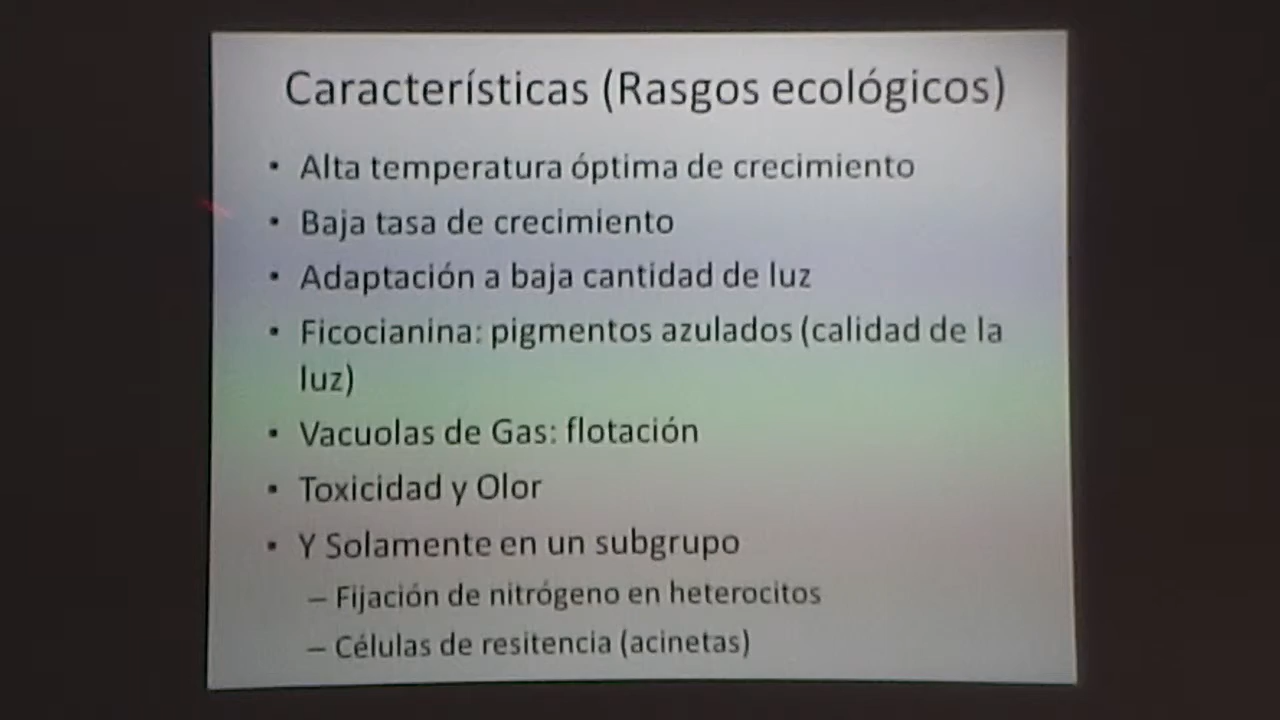 Características (Rasgos ecológicos)
• Alta temperatura óptima de crecimiento
• Baja tasa de crecimiento
• Adaptación a baja cantidad de luz
• Ficocianina: pigmentos azulados (calidad de la
luz)
• Vacuolas de Gas: flotación
• Toxicidad y Olor
• Y Solamente en un subgrupo
– Fijación de nitrógeno en heterocitos
– Células de resitencia (acinetas)